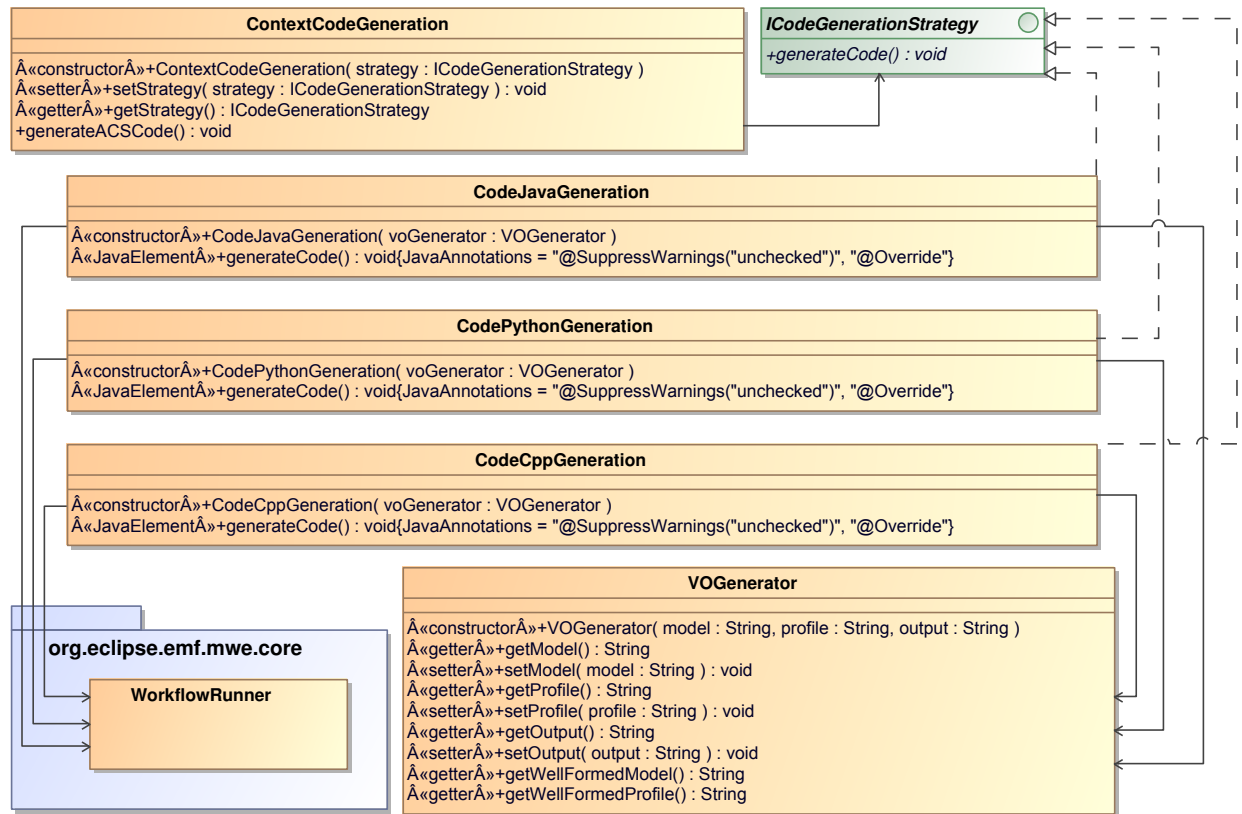 ContextCodeGeneration
Â«constructorÂ»+ContextCodeGeneration( strategy : ICodeGenerationStrategy )
Â«setterÂ»+setStrategy( strategy : ICodeGenerationStrategy ) : void
Â«getterÂ»+getStrategy() : ICodeGenerationStrategy
+generateACSCode() : void
ICodeGenerationStrategy
+generateCode() : void
CodeJavaGeneration
Â«constructorÂ»+CodeJavaGeneration( voGenerator : VOGenerator )
Â«JavaElementÂ»+generateCode() : void{JavaAnnotations = "@SuppressWarnings("unchecked")", "@Override"}
CodePythonGeneration
Â«constructorÂ»+CodePythonGeneration( voGenerator : VOGenerator )
Â«JavaElementÂ»+generateCode() : void{JavaAnnotations = "@SuppressWarnings("unchecked")", "@Override"}
CodeCppGeneration
Â«constructorÂ»+CodeCppGeneration( voGenerator : VOGenerator )
Â«JavaElementÂ»+generateCode() : void{JavaAnnotations = "@SuppressWarnings("unchecked")", "@Override"}
org.eclipse.emf.mwe.core
WorkflowRunner
VOGenerator
Â«constructorÂ»+VOGenerator( model : String, profile : String, output : String )
Â«getterÂ»+getModel() : String
Â«setterÂ»+setModel( model : String ) : void
Â«getterÂ»+getProfile() : String
Â«setterÂ»+setProfile( profile : String ) : void
Â«getterÂ»+getOutput() : String
Â«setterÂ»+setOutput( output : String ) : void
Â«getterÂ»+getWellFormedModel() : String
Â«getterÂ»+getWellFormedProfile() : String